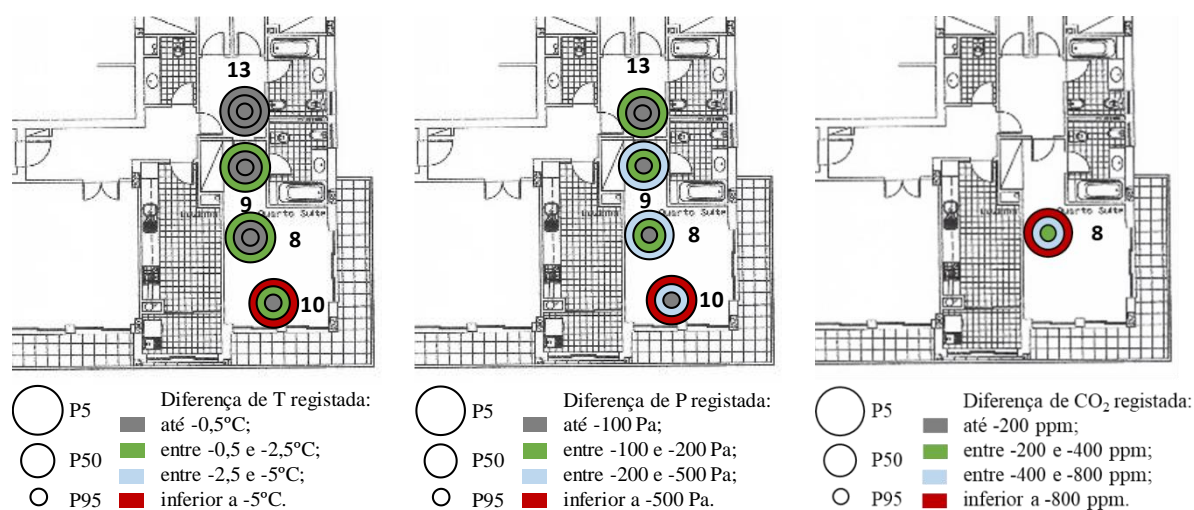 13
9
8
10
Quarto Suite
P5
P50
P95
Diferença de T registada:
até -0,5ºC;
entre -0,5 e -2,5ºC;
entre -2,5 e -5ºC;
inferior a -5ºC.
13
9
8
10
Quarto Suite
P5
P50
P95
Diferença de P registada:
até -100 Pa;
entre -100 e -200 Pa;
entre -200 e -500 Pa;
inferior a -500 Pa.
8
Quarto Suite
P5
P50
P95
Diferença de CO₂ registada:
até -200 ppm;
entre -200 e -400 ppm;
entre -400 e -800 ppm;
inferior a -800 ppm.